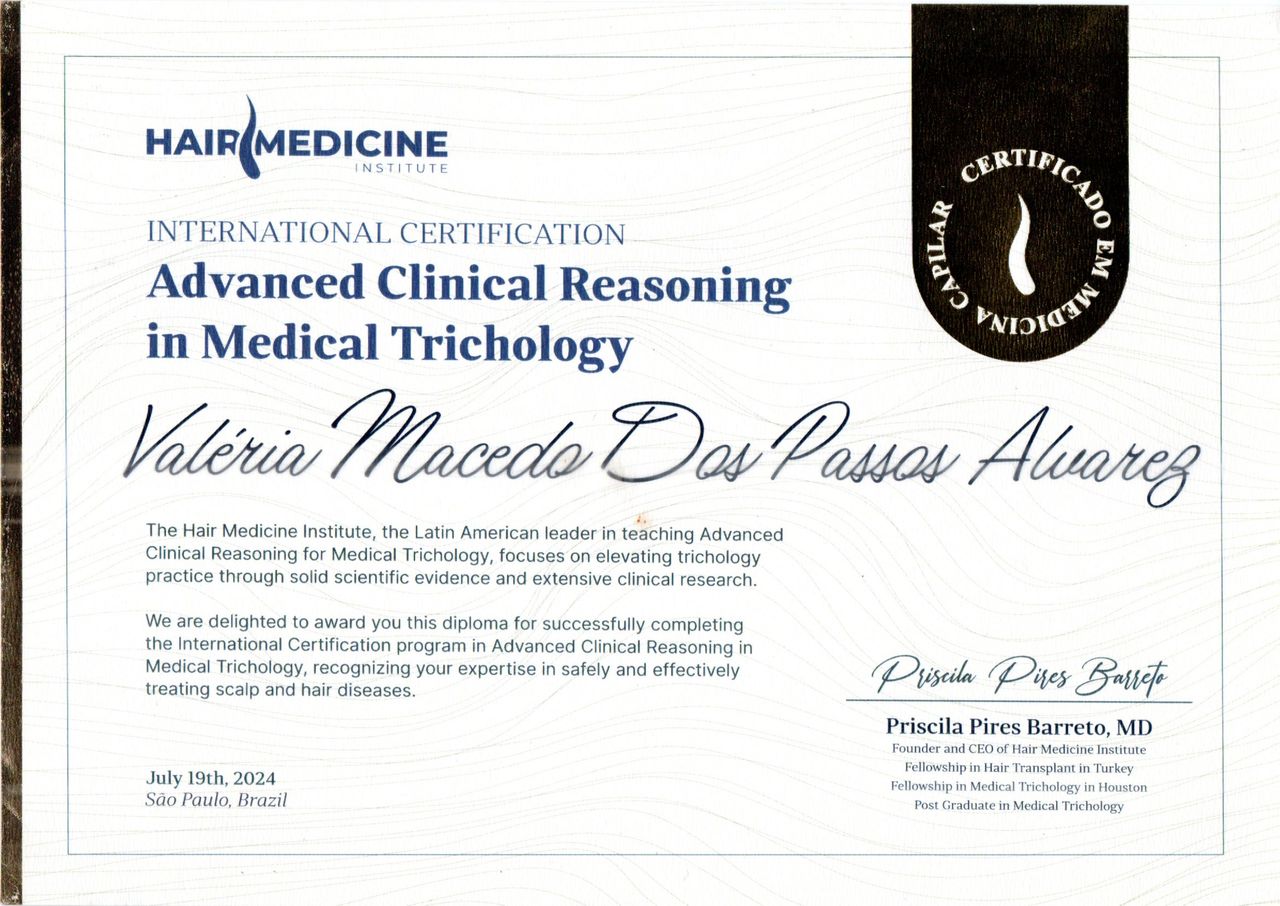 HAIR MEDICINE
INSTITUTE
CERTIFICADO EM MEDICINA CAPILAR
INTERNATIONAL CERTIFICATION
Advanced Clinical Reasoning
in Medical Trichology
Valéria Macedo Dos Passos Alvarez
The Hair Medicine Institute, the Latin American leader in teaching Advanced
Clinical Reasoning for Medical Trichology, focuses on elevating trichology
practice through solid scientific evidence and extensive clinical research.
We are delighted to award you this diploma for successfully completing
the International Certification program in Advanced Clinical Reasoning in
Medical Trichology, recognizing your expertise in safely and effectively
treating scalp and hair diseases.
Priscila Pires Barreto
Priscila Pires Barreto, MD
Founder and CEO of Hair Medicine Institute
Fellowship in Hair Transplant in Turkey
Fellowship in Medical Trichology in Houston
Post Graduate in Medical Trichology
July 19th, 2024
São Paulo, Brazil